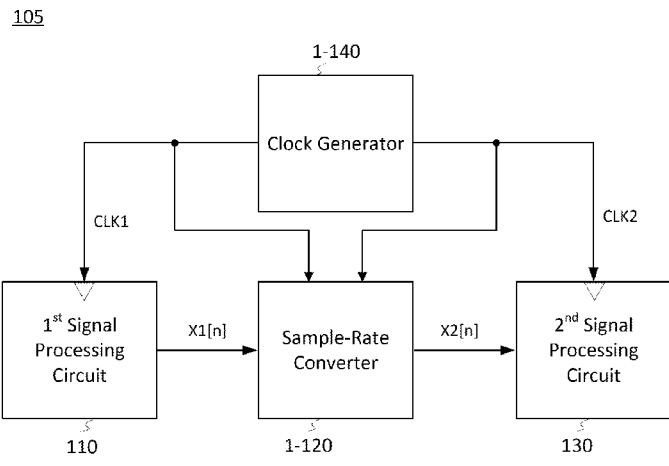 105
1-140
Clock Generator
CLK1
CLK2
1st Signal
Processing
Circuit
X1[n]
Sample-Rate
Converter
X2[n]
2nd Signal
Processing
Circuit
110
1-120
130